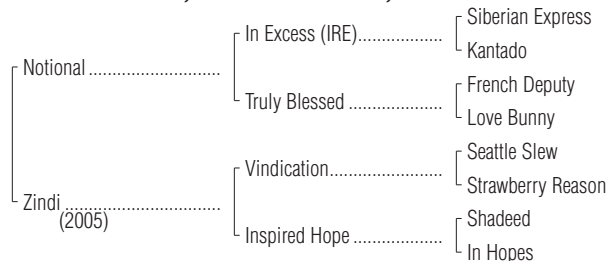 Siberian Express
In Excess (IRE)....................
Kantado
Notional ..............................
French Deputy
Truly Blessed ......................
Love Bunny
Seattle Slew
Vindication..........................
Strawberry Reason
Zindi ...................................
(2005)
Shadeed
Inspired Hope .....................
In Hopes